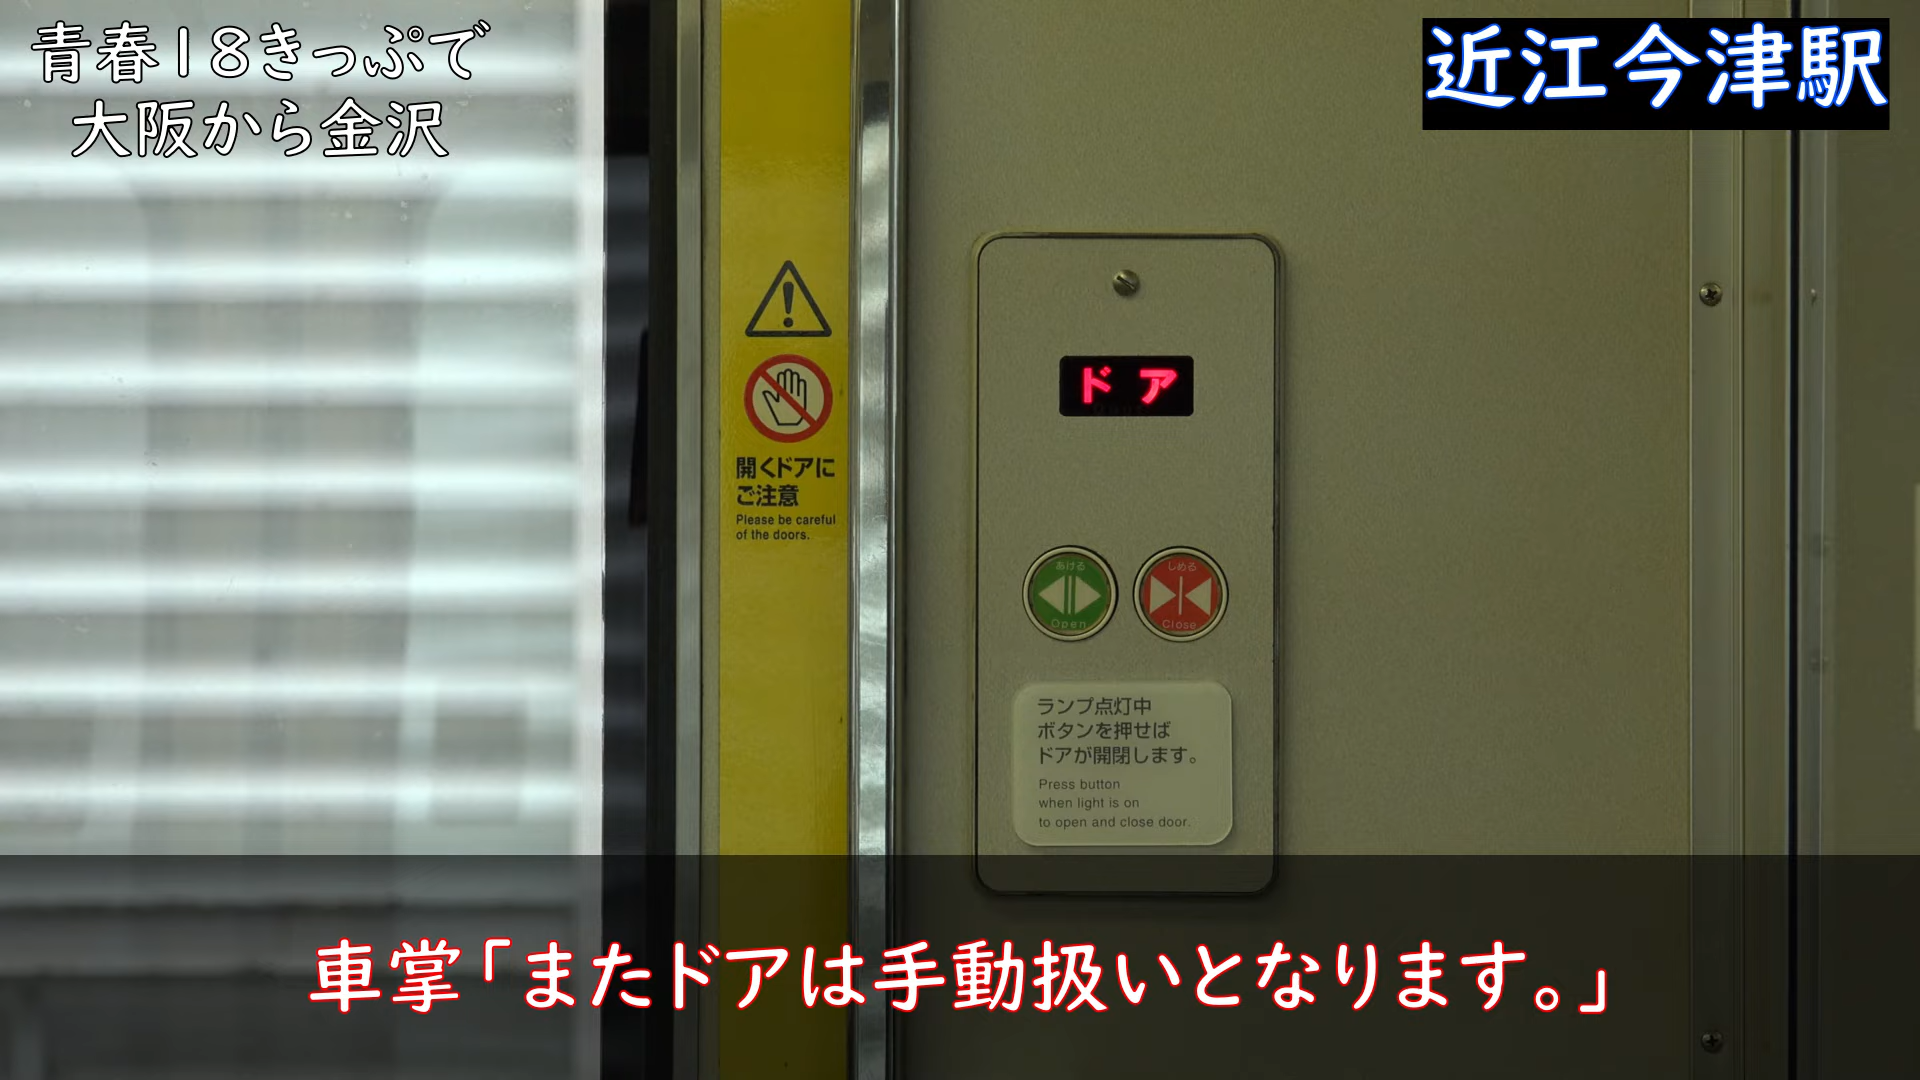 青春18きっぷで
大阪から金沢
近江今津駅
開くドアに
ご注意
Please be careful
of the doors.
ドア
あける
Open
しめる
Close
ランプ点灯中
ボタンを押せば
ドアが開閉します。
Press button
when light is on
to open and close door.
車掌「またドアは手動扱いとなります。」